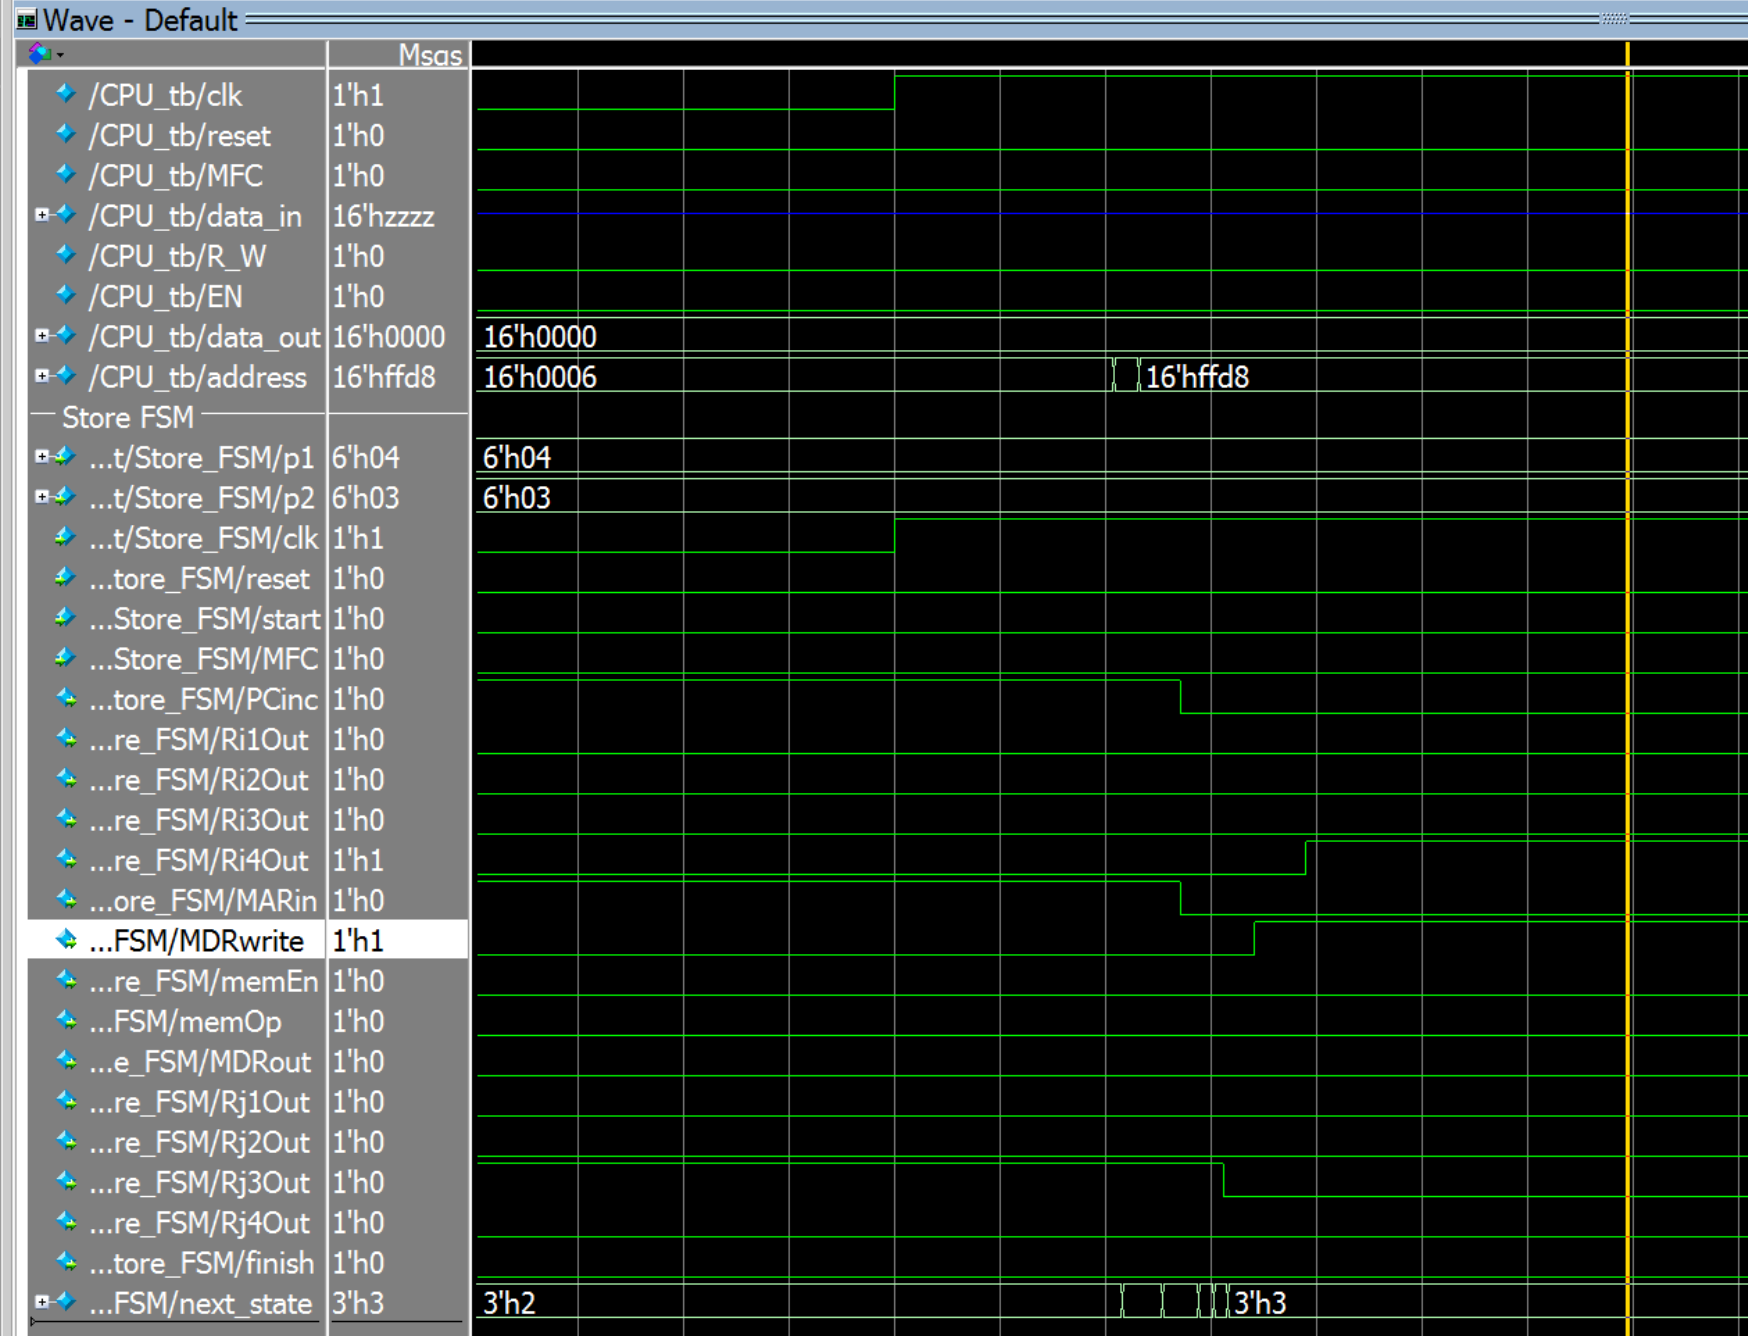 Wave - Default
Msgs
/CPU_tb/clk 1'h1
/CPU_tb/reset 1'h0
/CPU_tb/MFC 1'h0
/CPU_tb/data_in 16'hzzzz
/CPU_tb/R_W 1'h0
/CPU_tb/EN 1'h0
/CPU_tb/data_out 16'h0000 16'h0000
/CPU_tb/address 16'hffd8 16'h0006 16'hffd8
Store FSM
...t/Store_FSM/p1 6'h04 6'h04
...t/Store_FSM/p2 6'h03 6'h03
...t/Store_FSM/clk 1'h1
...tore_FSM/reset 1'h0
...Store_FSM/start 1'h0
...Store_FSM/MFC 1'h0
...tore_FSM/PCinc 1'h0
...re_FSM/Ri1Out 1'h0
...re_FSM/Ri2Out 1'h0
...re_FSM/Ri3Out 1'h0
...re_FSM/Ri4Out 1'h1
...ore_FSM/MARin 1'h0
...FSM/MDRwrite 1'h1
...re_FSM/memEn 1'h0
...FSM/memOp 1'h0
...e_FSM/MDRout 1'h0
...re_FSM/Rj1Out 1'h0
...re_FSM/Rj2Out 1'h0
...re_FSM/Rj3Out 1'h0
...re_FSM/Rj4Out 1'h0
...tore_FSM/finish 1'h0
...FSM/next_state 3'h3 3'h2 3'h3